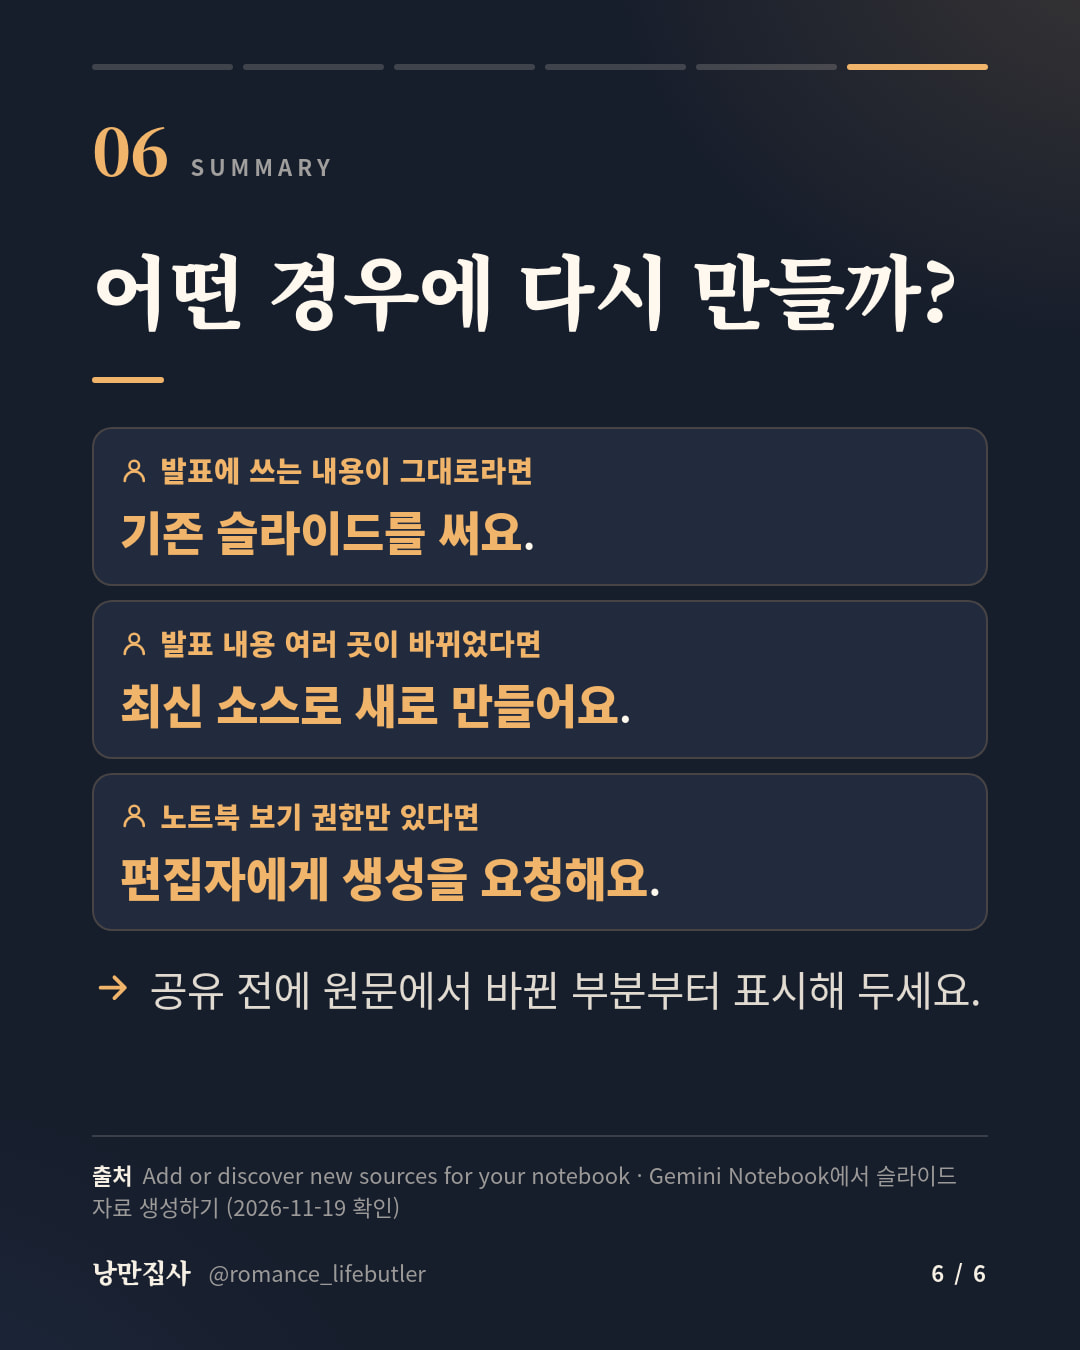 06 SUMMARY
어떤 경우에 다시 만들까?
발표에 쓰는 내용이 그대로라면
기존 슬라이드를 써요.
발표 내용 여러 곳이 바뀌었다면
최신 소스로 새로 만들어요.
노트북 보기 권한만 있다면
편집자에게 생성을 요청해요.
→ 공유 전에 원문에서 바뀐 부분부터 표시해 두세요.
출처 Add or discover new sources for your notebook · Gemini Notebook에서 슬라이드
자료 생성하기 (2026-11-19 확인)
낭만집사 @romance_lifebutler
6 / 6